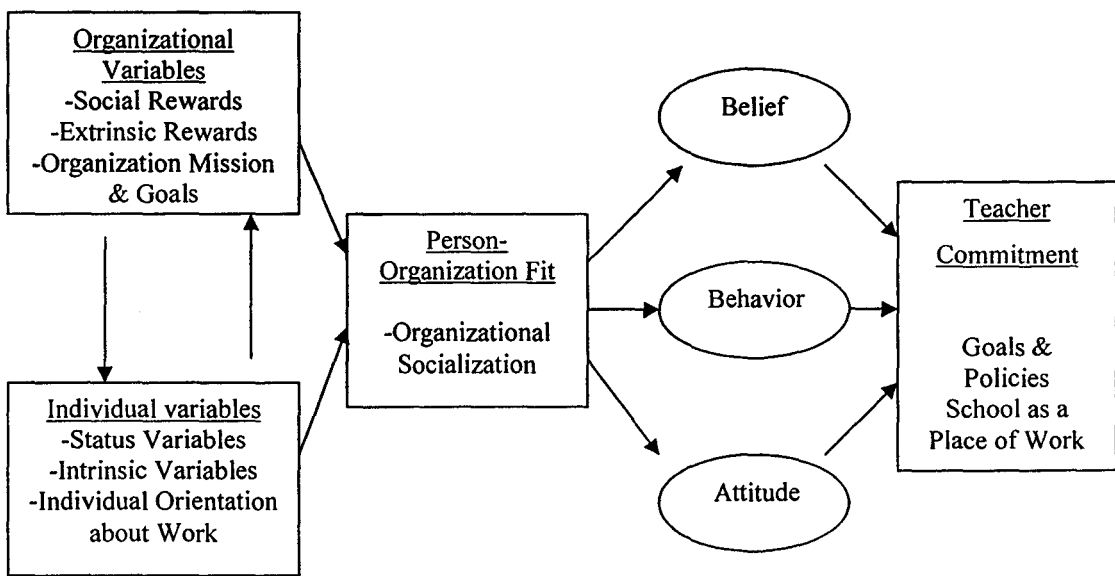 Organizational
Variables
-Social Rewards
-Extrinsic Rewards
-Organization Mission
& Goals
Individual variables
-Status Variables
-Intrinsic Variables
-Individual Orientation
about Work
Person-
Organization Fit
-Organizational
Socialization
Belief
Behavior
Attitude
Teacher
Commitment
Goals &
Policies
School as a
Place of Work